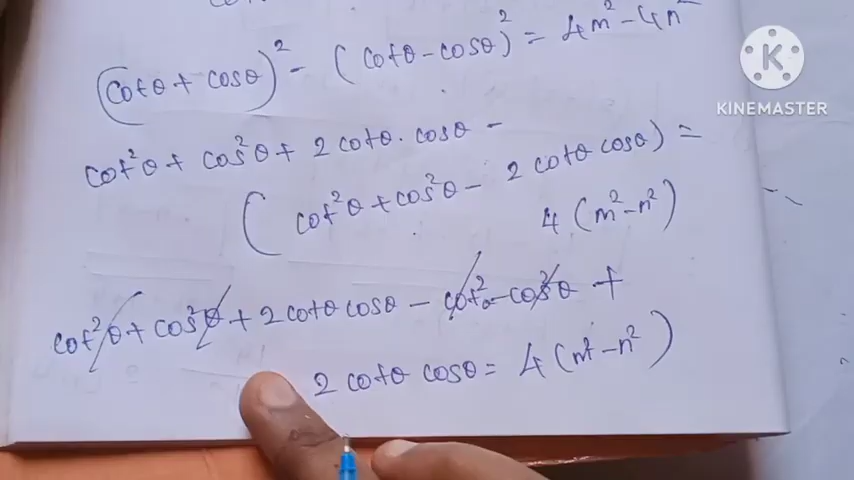 (cotθ + cosθ)² - (cotθ - cosθ)² = 4m² - 4n²
cot²θ + cos²θ + 2 cotθ. cosθ -
(cot²θ + cos²θ - 2 cotθ cosθ) =
4 (m² - n²)
cot²θ + cos²θ + 2 cotθ cosθ - cot²θ - cos²θ +
2 cotθ cosθ = 4 (m² - n²)
KINEMASTER